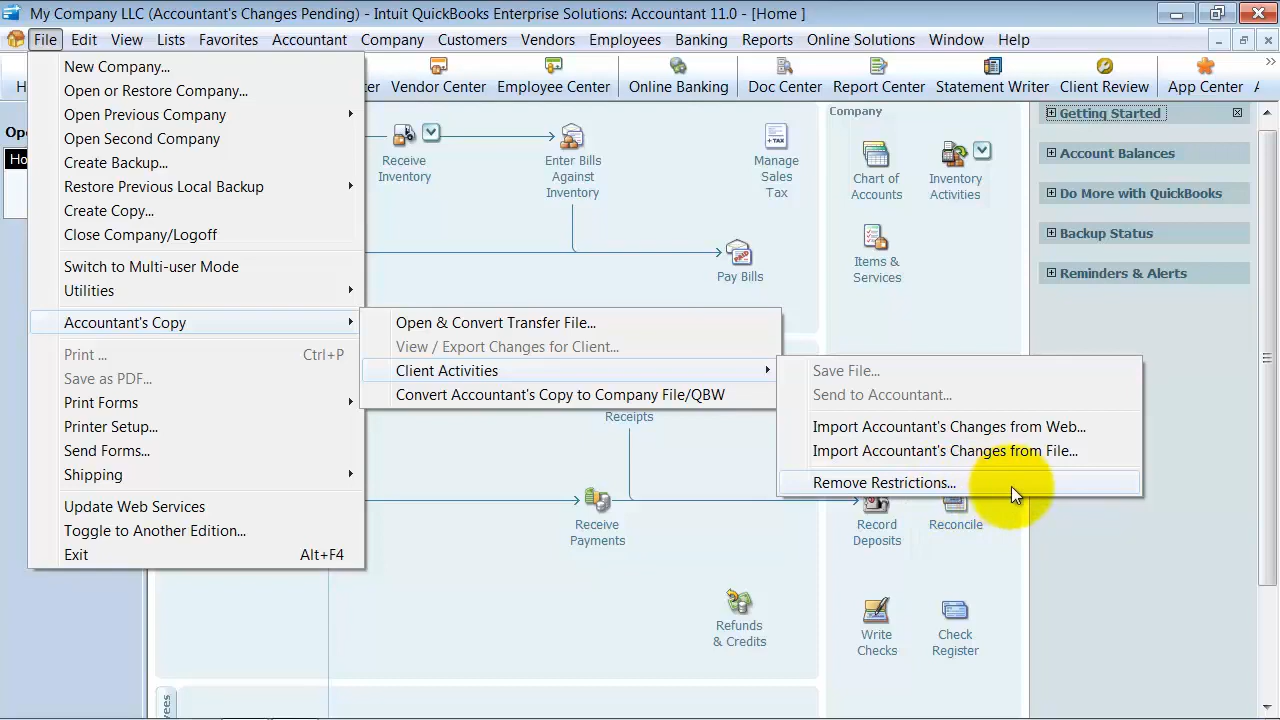 My Company LLC (Accountant's Changes Pending) - Intuit QuickBooks Enterprise Solutions: Accountant 11.0 - [Home ]
File Edit View Lists Favorites Accountant Company Customers Vendors Employees Banking Reports Online Solutions Window Help
Vendor Center Employee Center Online Banking Doc Center Report Center Statement Writer Client Review App Center
New Company...
Open or Restore Company...
Open Previous Company
Open Second Company
Create Backup...
Restore Previous Local Backup
Create Copy...
Close Company/Logoff
Switch to Multi-user Mode
Utilities
Accountant's Copy
Print ... Ctrl+P
Save as PDF...
Print Forms
Printer Setup...
Send Forms...
Shipping
Update Web Services
Toggle to Another Edition...
Exit Alt+F4
Open & Convert Transfer File...
View / Export Changes for Client...
Client Activities
Convert Accountant's Copy to Company File/QBW
Save File...
Send to Accountant...
Import Accountant's Changes from Web...
Import Accountant's Changes from File...
Remove Restrictions...
Receive
Inventory
Enter Bills
Against
Inventory
Manage
Sales
Tax
Pay Bills
Receipts
Receive
Payments
Refunds
& Credits
Company
Chart of
Accounts
Inventory
Activities
Items &
Services
Record
Deposits
Reconcile
Write
Checks
Check
Register
Getting Started
Account Balances
Do More with QuickBooks
Backup Status
Reminders & Alerts